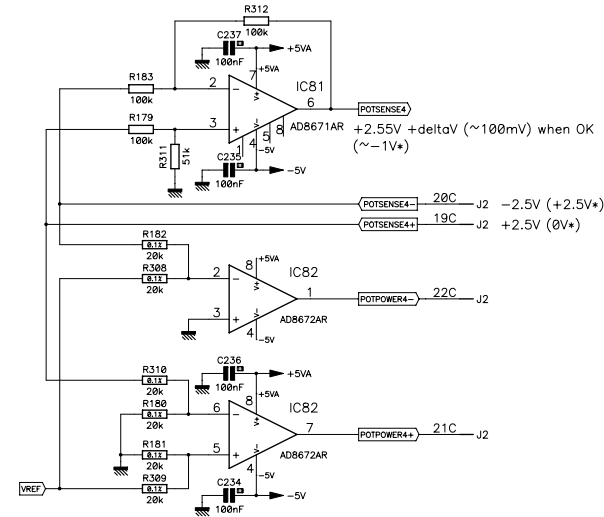 R312
100k
C237
+5VA
100nF
+5VA
7
V+
IC81
R183
100k
2
−
6
POTSENSE4
R179
100k
3
+
8
5
1
4
V−
AD8671AR
+2.55V +deltaV (~100mV) when OK
(~−1V*)
R311
51k
C235
−5V
100nF
−5V
POTSENSE4−
20C
J2
−2.5V (+2.5V*)
POTSENSE4+
19C
J2
+2.5V (0V*)
R182
0.1%
20k
R308
0.1%
20k
+5VA
8
V+
IC82
2
−
1
POTPOWER4−
22C
J2
3
+
V−
AD8672AR
4
−5V
C236
+5VA
100nF
R310
0.1%
20k
+5VA
8
V+
IC82
R180
0.1%
20k
6
−
7
POTPOWER4+
21C
J2
R181
0.1%
20k
5
+
V−
AD8672AR
4
−5V
VREF
R309
0.1%
20k
C234
−5V
100nF